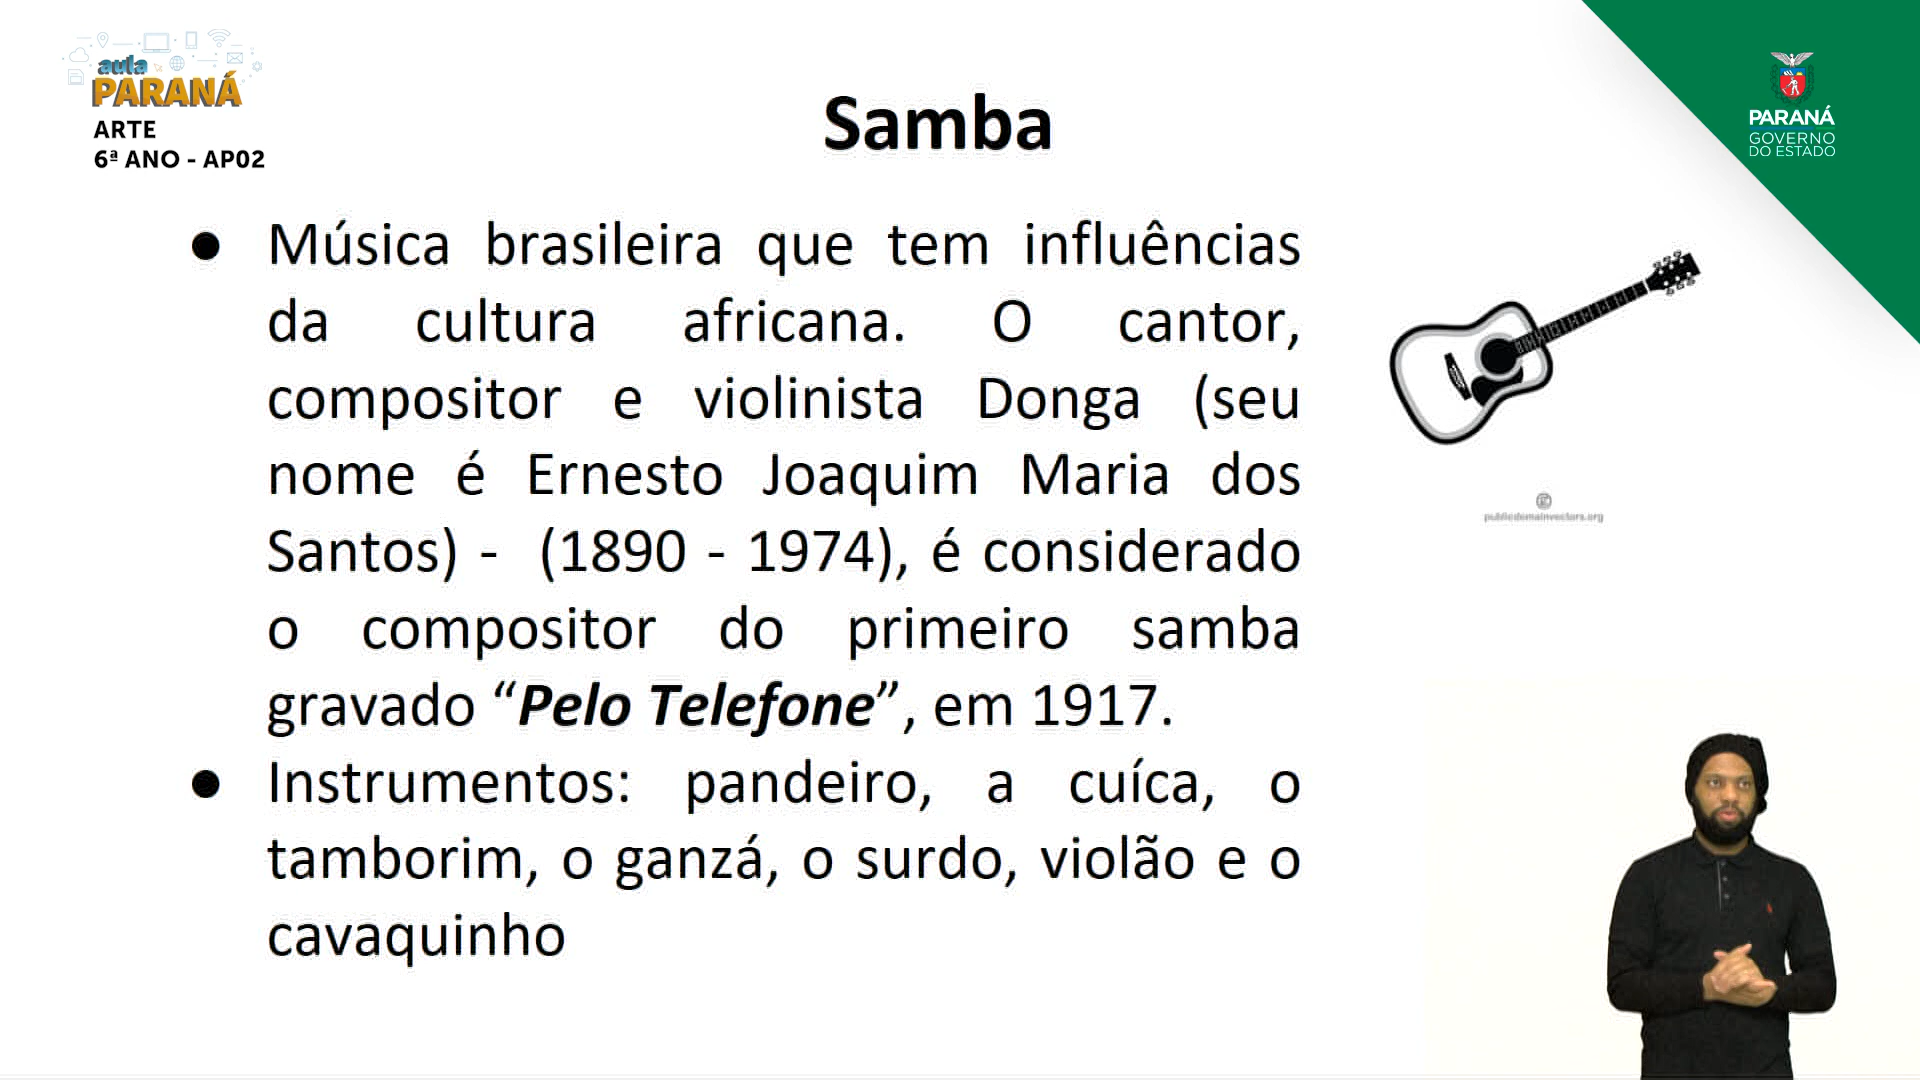 aula
PARANÁ
ARTE
6ª ANO - AP02
Samba
PARANÁ
GOVERNO
DO ESTADO
● Música brasileira que tem influências
da cultura africana. O cantor,
compositor e violinista Donga (seu
nome é Ernesto Joaquim Maria dos
Santos) - (1890 - 1974), é considerado
o compositor do primeiro samba
gravado “Pelo Telefone”, em 1917.
● Instrumentos: pandeiro, a cuíca, o
tamborim, o ganzá, o surdo, violão e o
cavaquinho
publicdomainvectors.org